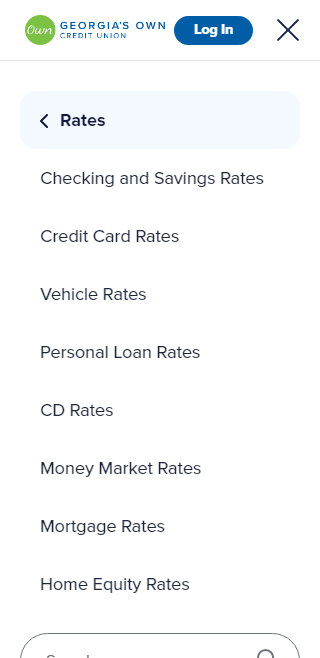 Own
GEORGIA'S OWN
CREDIT UNION
Log In
Rates
Checking and Savings Rates
Credit Card Rates
Vehicle Rates
Personal Loan Rates
CD Rates
Money Market Rates
Mortgage Rates
Home Equity Rates